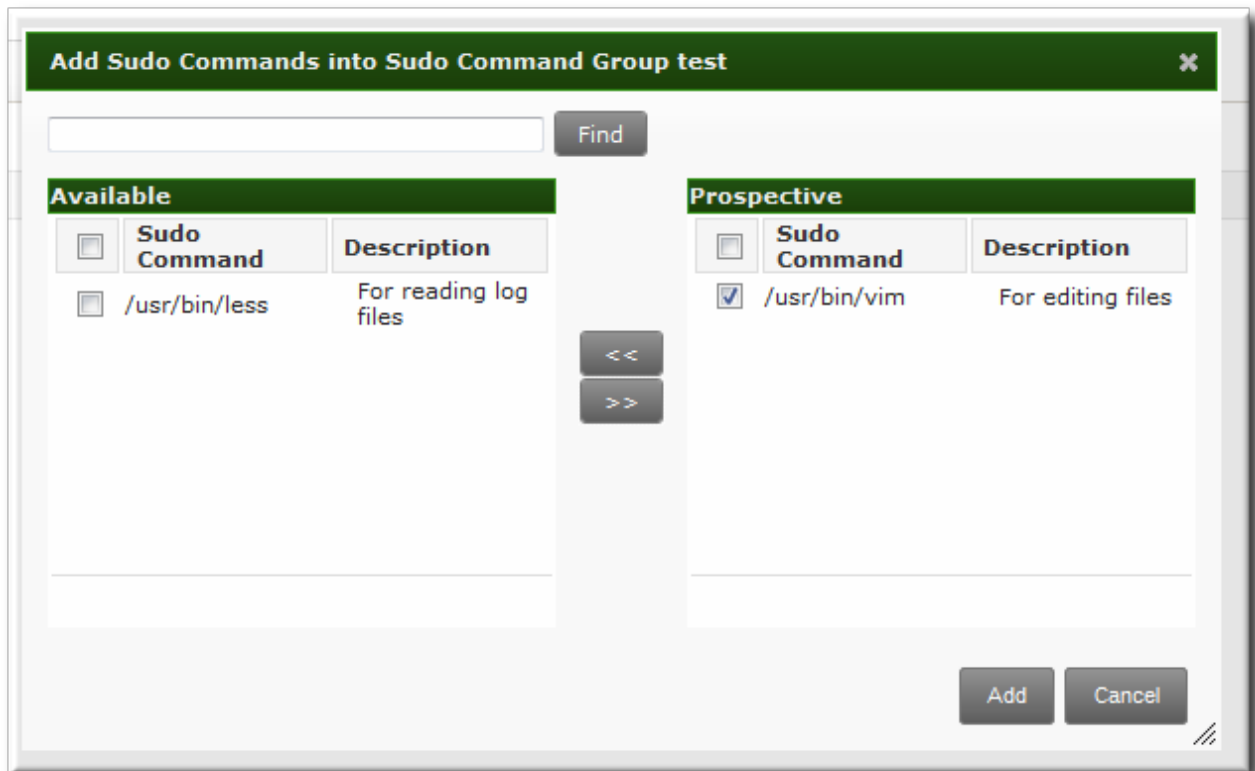 Add Sudo Commands into Sudo Command Group test
Find
Available
Sudo
Command
Description
/usr/bin/less
For reading log
files
<<
>>
Prospective
Sudo
Command
Description
/usr/bin/vim
For editing files
Add
Cancel